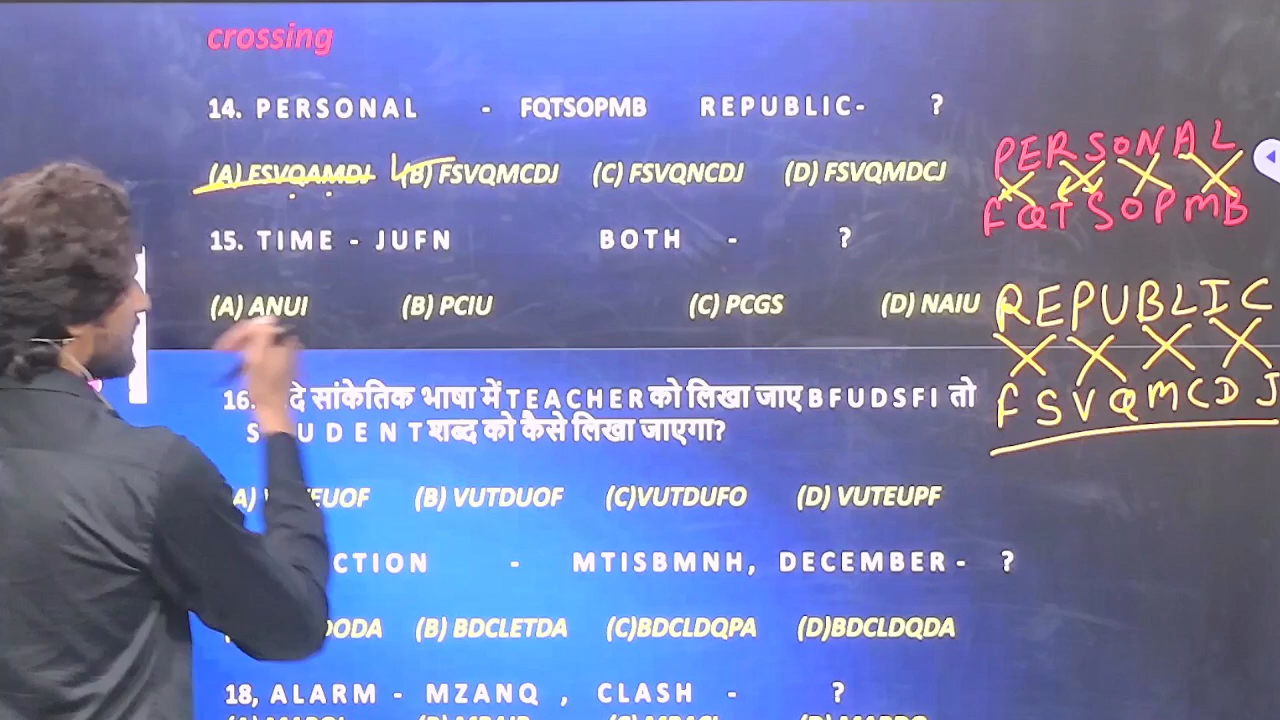 crossing
14. PERSONAL - FQTSOPMB REPUBLIC- ?
(A) FSVQAMDJ (B) FSVQMCDJ (C) FSVQNCDJ (D) FSVQMDCJ
15. TIME - JUFN BOTH - ?
(A) ANUI (B) PCIU (C) PCGS (D) NAIU
16. दे सांकेतिक भाषा में TEACHER को लिखा जाए BFUDSFI तो
S UDENT शब्द को कैसे लिखा जाएगा?
A) EUOF (B) VUTDUOF (C)VUTDUFO (D) VUTEUPF
CTION - MTISBMNH, DECEMBER - ?
DODA (B) BDCLETDA (C)BDCLDQPA (D)BDCLDQDA
18, ALARM - MZANQ , CLASH - ?
PERSONAL
FQTSOPMB
REPUBLIC
FSVQMCDJ